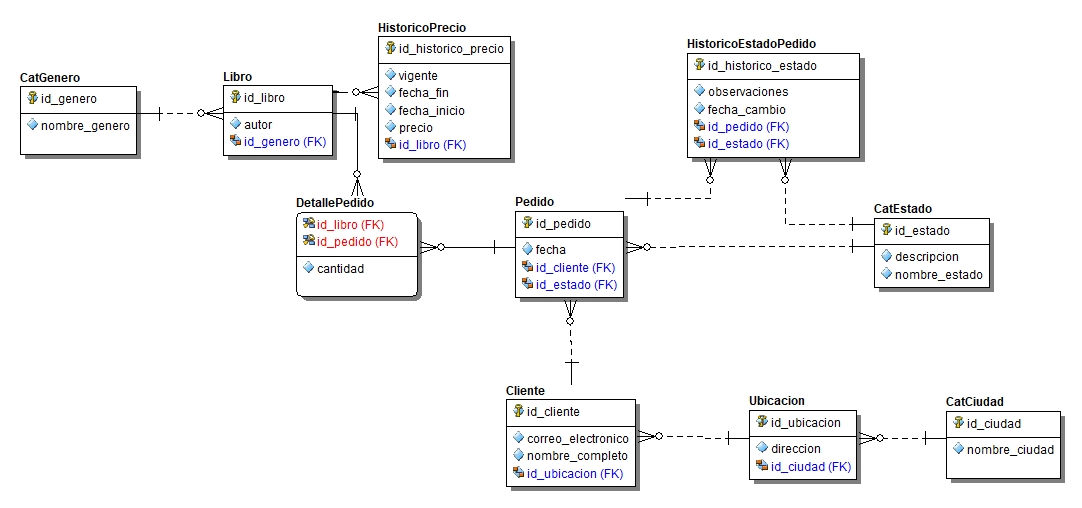 CatGenero
id_genero
nombre_genero
Libro
id_libro
autor
id_genero (FK)
HistoricoPrecio
id_historico_precio
vigente
fecha_fin
fecha_inicio
precio
id_libro (FK)
HistoricoEstadoPedido
id_historico_estado
observaciones
fecha_cambio
id_pedido (FK)
id_estado (FK)
DetallePedido
id_libro (FK)
id_pedido (FK)
cantidad
Pedido
id_pedido
fecha
id_cliente (FK)
id_estado (FK)
CatEstado
id_estado
descripcion
nombre_estado
Cliente
id_cliente
correo_electronico
nombre_completo
id_ubicacion (FK)
Ubicacion
id_ubicacion
direccion
id_ciudad (FK)
CatCiudad
id_ciudad
nombre_ciudad